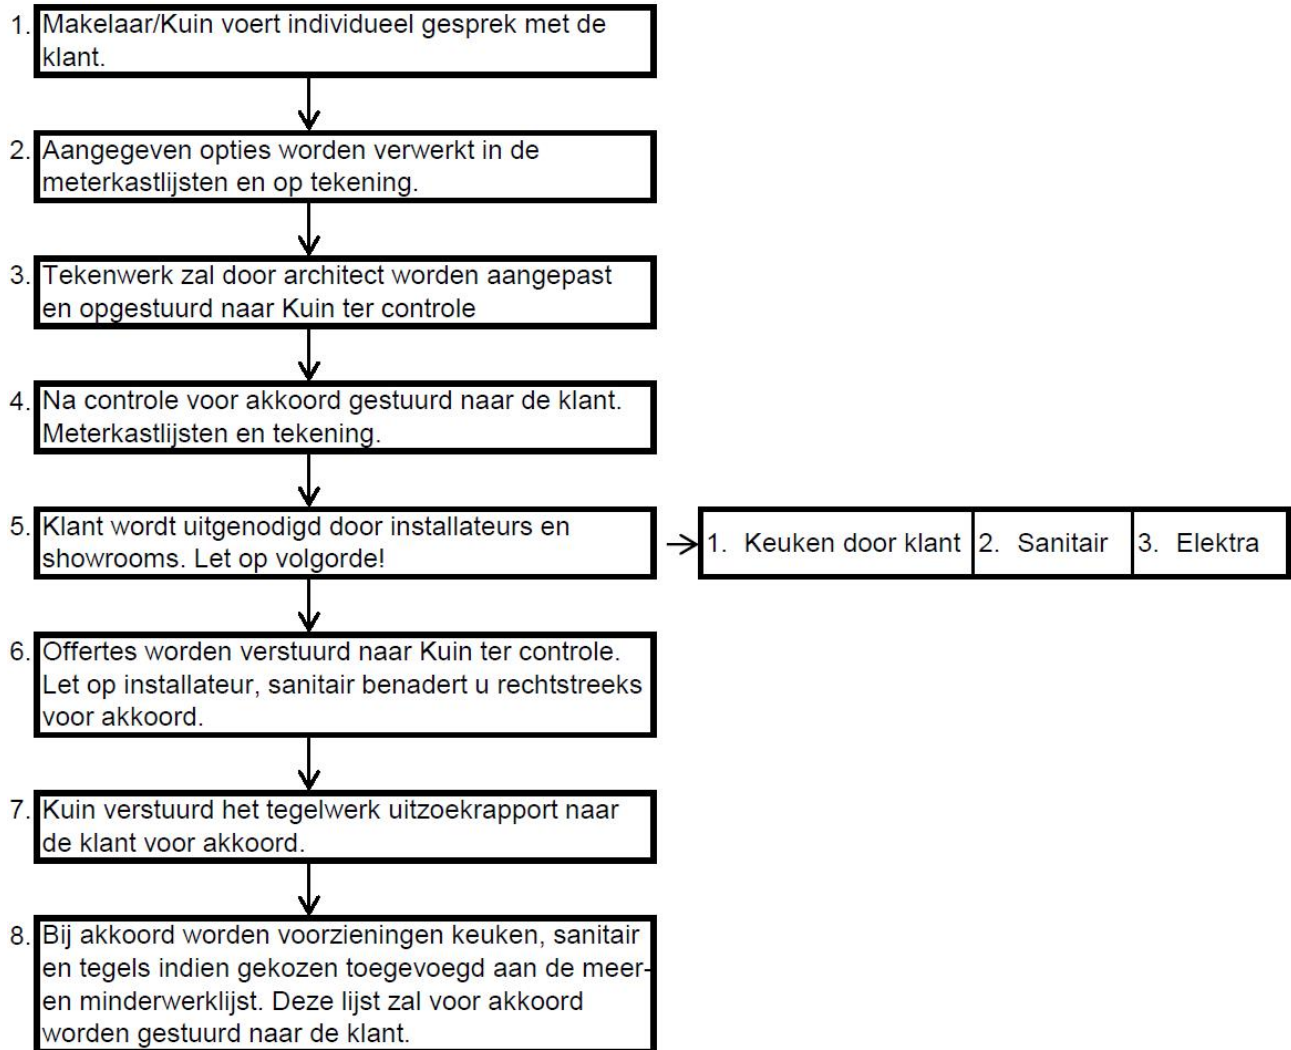 1. Makelaar/Kuin voert individueel gesprek met de
klant.
2. Aangegeven opties worden verwerkt in de
meterkastlijsten en op tekening.
3. Tekenwerk zal door architect worden aangepast
en opgestuurd naar Kuin ter controle
4. Na controle voor akkoord gestuurd naar de klant.
Meterkastlijsten en tekening.
5. Klant wordt uitgenodigd door installateurs en
showrooms. Let op volgorde!
1. Keuken door klant 2. Sanitair 3. Elektra
6. Offertes worden verstuurd naar Kuin ter controle.
Let op installateur, sanitair benadert u rechtstreeks
voor akkoord.
7. Kuin verstuurd het tegelwerk uitzoekrapport naar
de klant voor akkoord.
8. Bij akkoord worden voorzieningen keuken, sanitair
en tegels indien gekozen toegevoegd aan de meer-
en minderwerklijst. Deze lijst zal voor akkoord
worden gestuurd naar de klant.